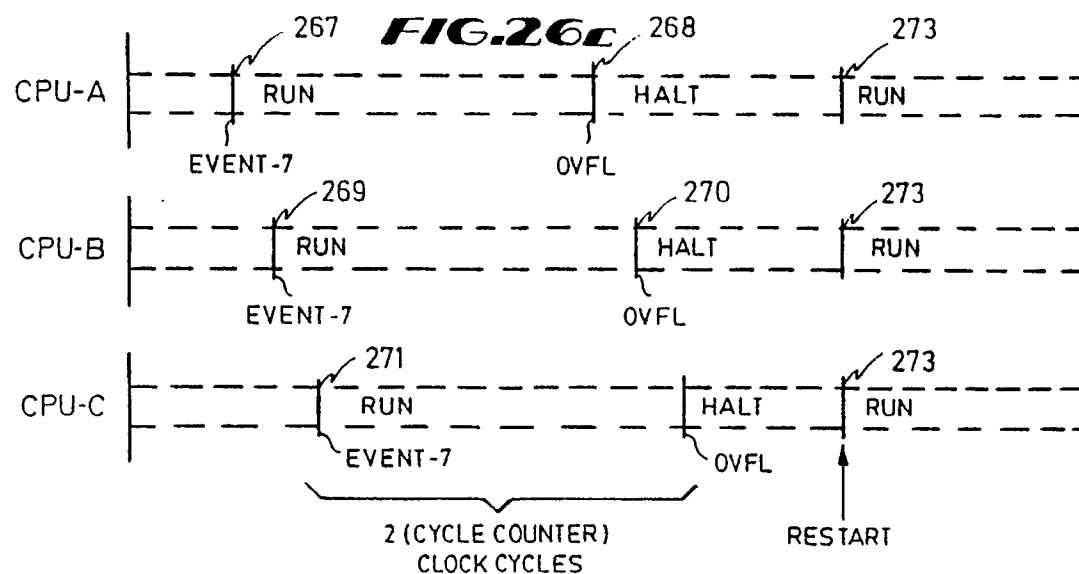 FIG.26c
267 268 273
CPU-A RUN HALT RUN
EVENT-7 OVFL
269 270 273
CPU-B RUN HALT RUN
EVENT-7 OVFL
271 273
CPU-C RUN HALT RUN
EVENT-7 OVFL
2 (CYCLE COUNTER)
CLOCK CYCLES
RESTART